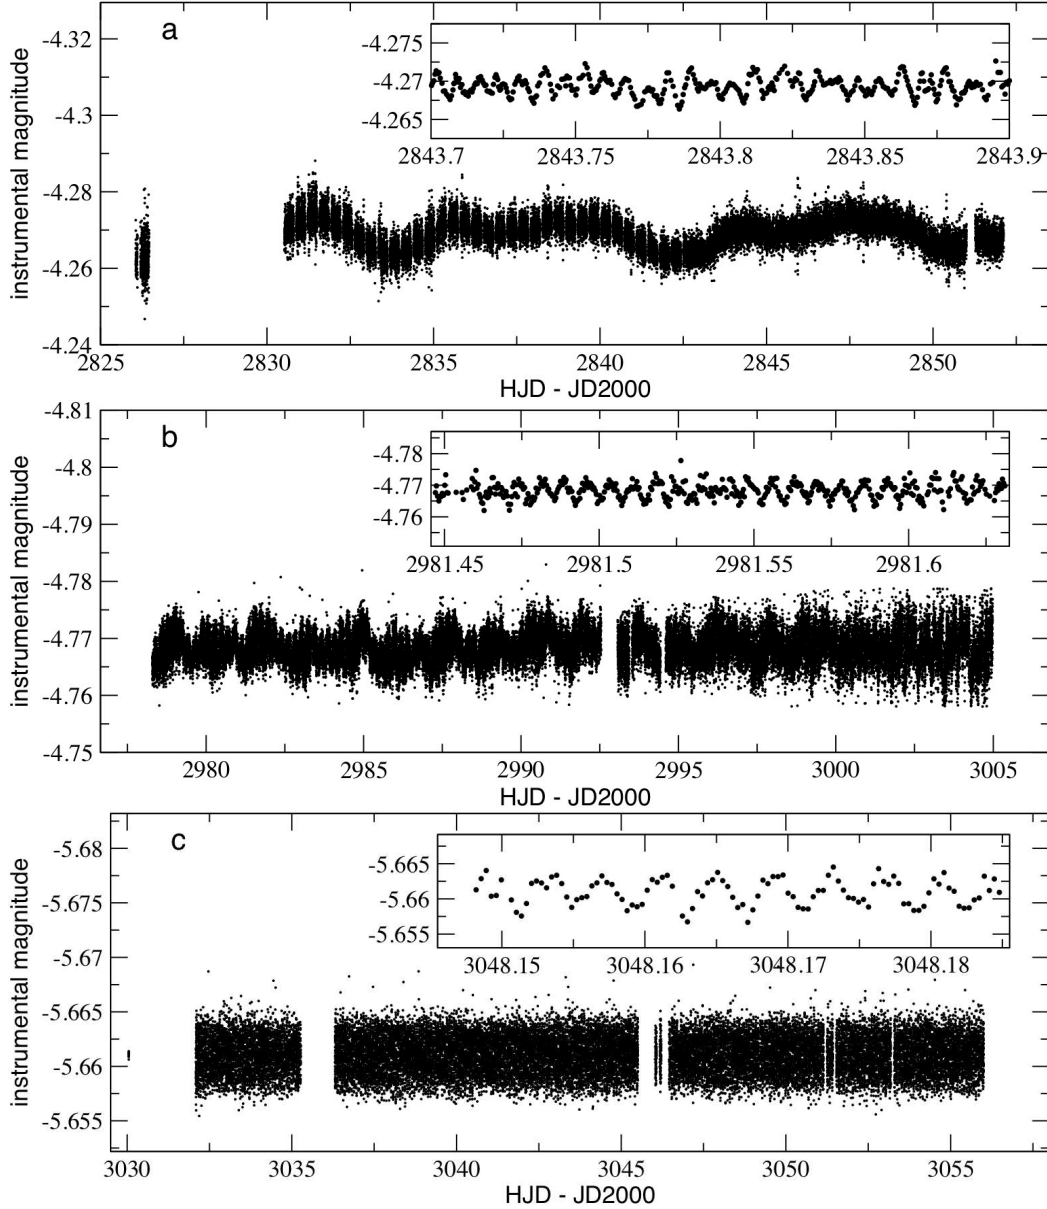 a
-4.32
-4.3
-4.28
-4.26
-4.24
instrumental magnitude
-4.275
-4.27
-4.265
2843.7 2843.75 2843.8 2843.85 2843.9
2825 2830 2835 2840 2845 2850
HJD - JD2000
b
-4.81
-4.8
-4.79
-4.78
-4.77
-4.76
-4.75
instrumental magnitude
-4.78
-4.77
-4.76
2981.45 2981.5 2981.55 2981.6
2980 2985 2990 2995 3000 3005
HJD - JD2000
c
-5.68
-5.675
-5.67
-5.665
-5.66
-5.655
instrumental magnitude
-5.665
-5.66
-5.655
3048.15 3048.16 3048.17 3048.18
3030 3035 3040 3045 3050 3055
HJD - JD2000